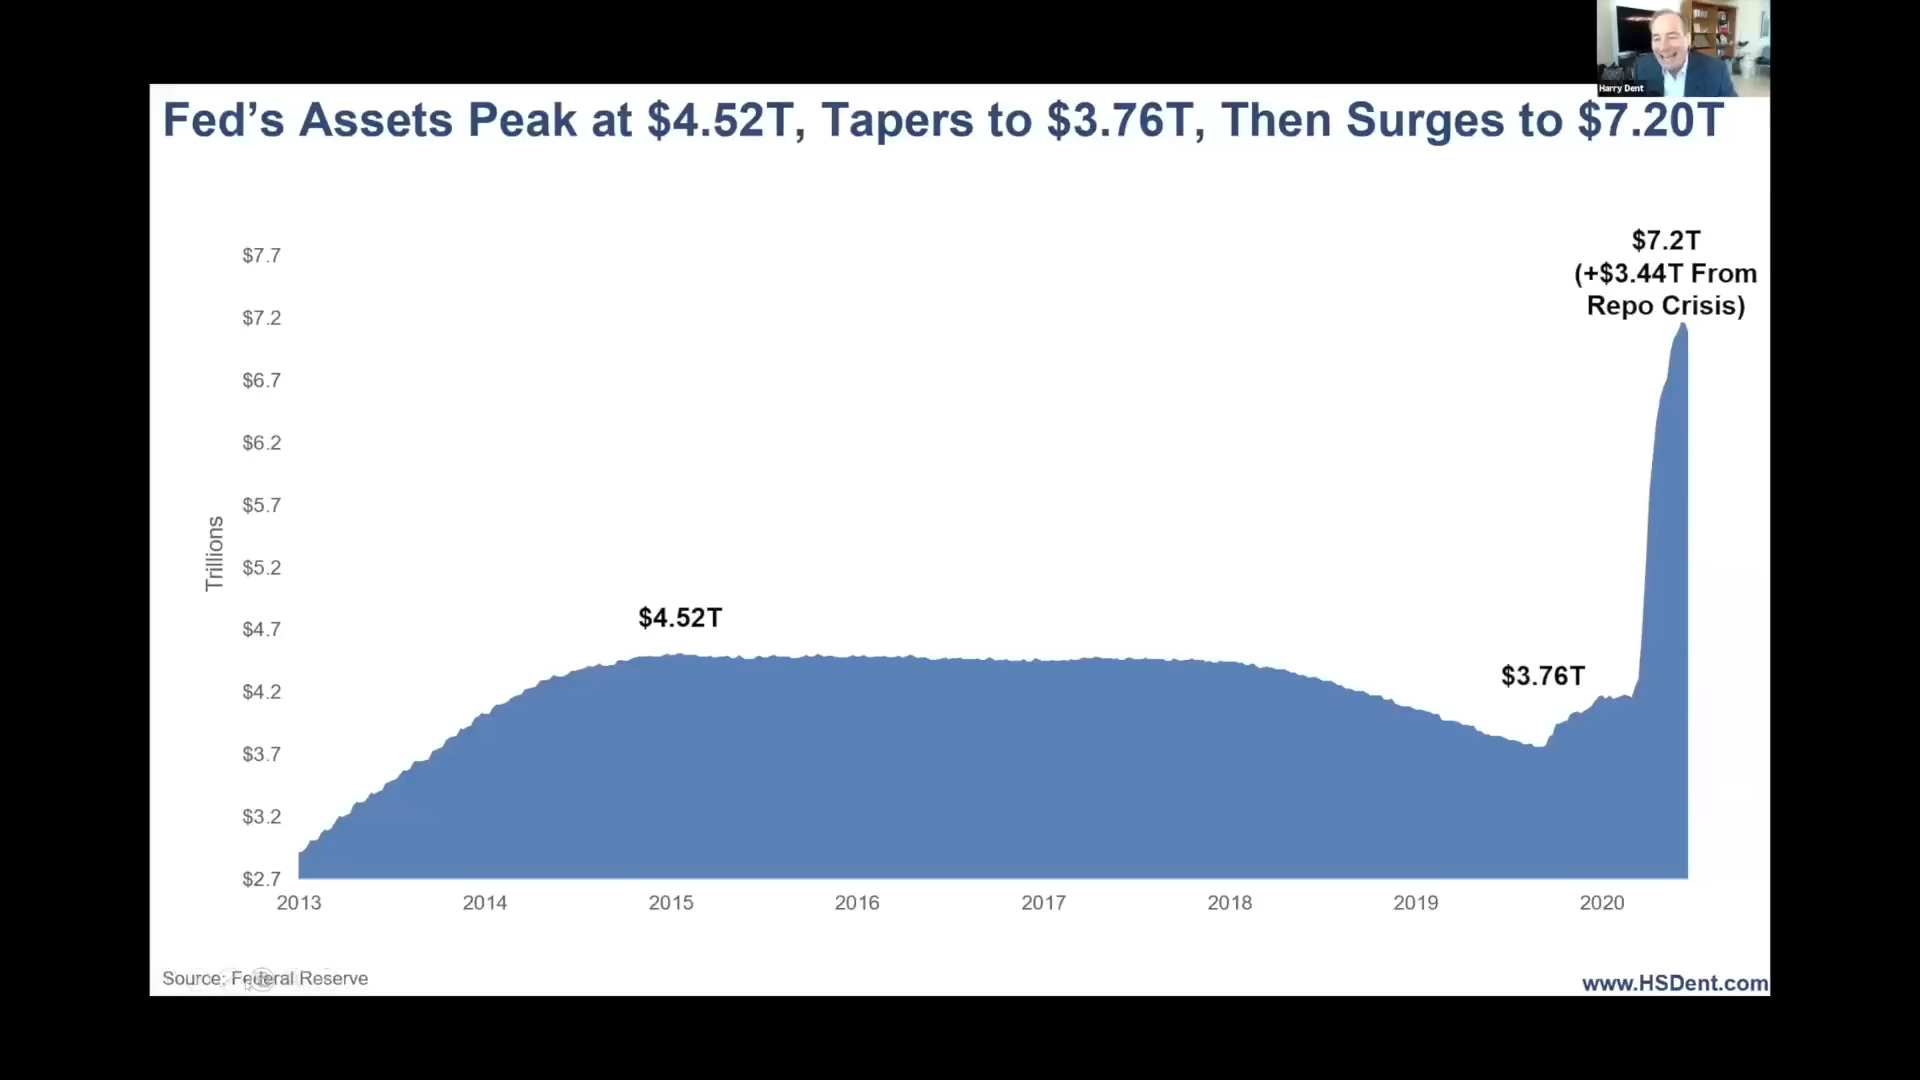 Harry Dent
Fed’s Assets Peak at $4.52T, Tapers to $3.76T, Then Surges to $7.20T
$7.2T
(+$3.44T From
Repo Crisis)
$7.7
$7.2
$6.7
$6.2
$5.7
$5.2
$4.7
$4.2
$3.7
$3.2
$2.7
Trillions
$4.52T
$3.76T
2013 2014 2015 2016 2017 2018 2019 2020
Source: Federal Reserve
www.HSDent.com